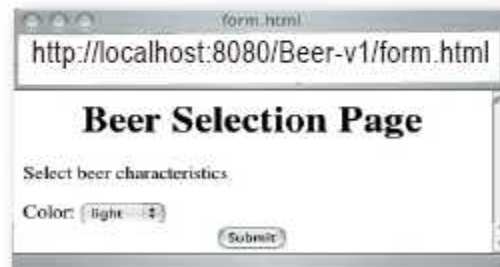 form.html
http://localhost:8080/Beer-v1/form.html
Beer Selection Page
Select beer characteristics
Color: light
Submit